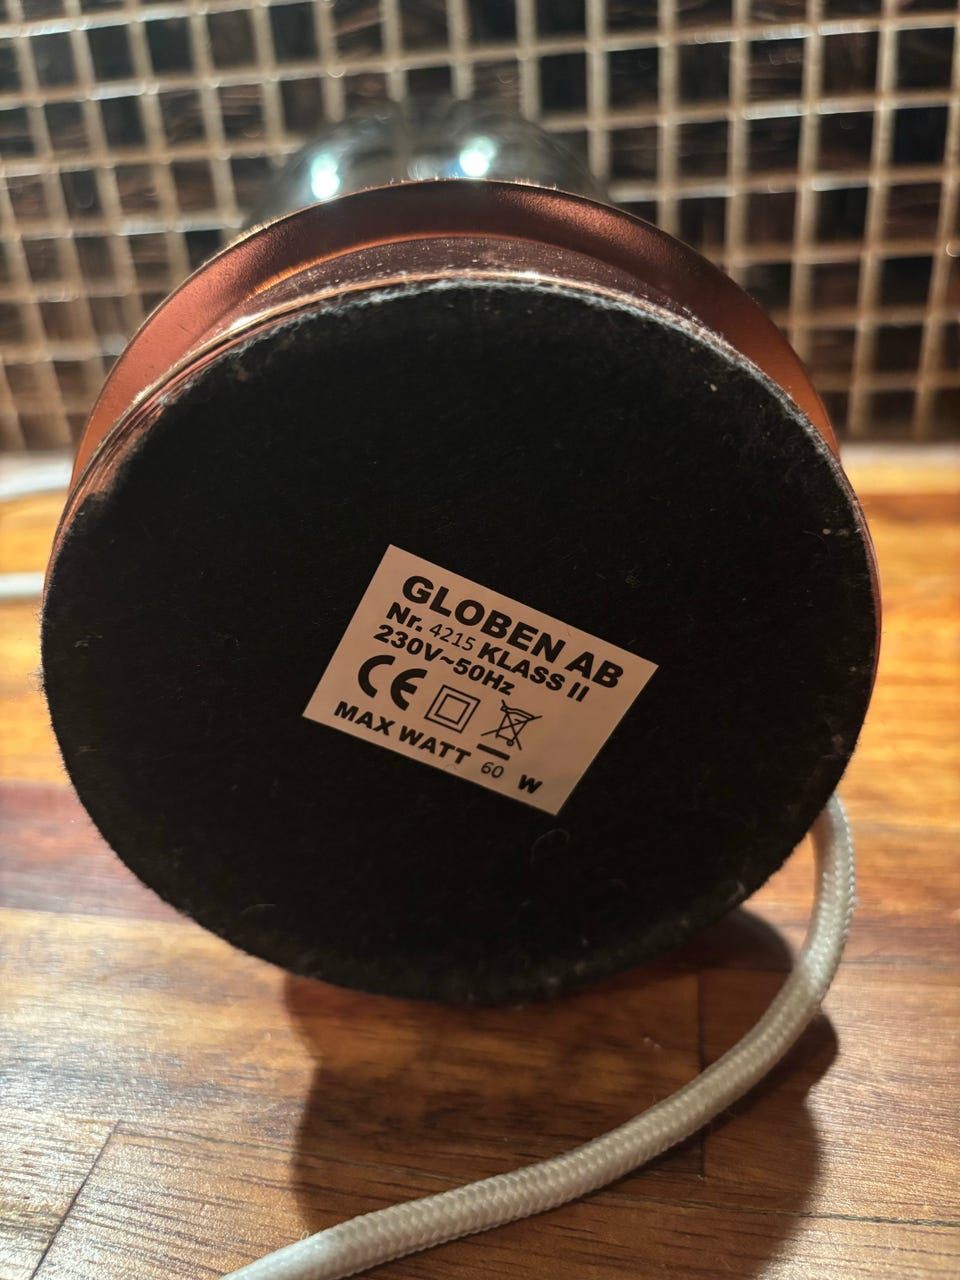 GLOBEN AB
Nr. 4215 KLASS II
230V~50Hz
CE
MAX WATT 60 W